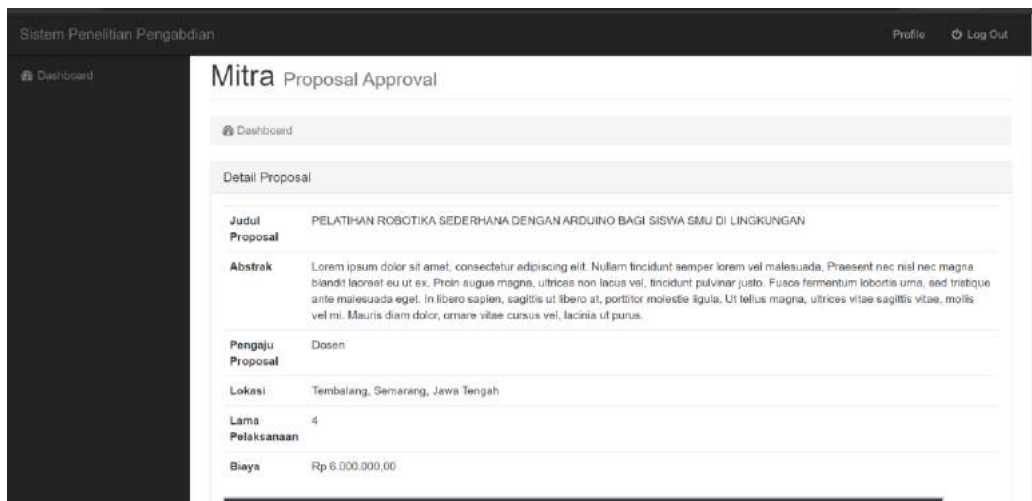 Sistem Penelitian Pengabdian
Profile Log Out
Dashboard
Mitra Proposal Approval
Dashboard
Detail Proposal
Judul Proposal PELATIHAN ROBOTIKA SEDERHANA DENGAN ARDUINO BAGI SISWA SMU DI LINGKUNGAN
Abstrak Lorem ipsum dolor sit amet, consectetur adipiscing elit. Nullam tincidunt semper lorem vel malesuada. Praesent nec nisl nec magna
blandit laoreet eu ut ex. Proin augue magna, ultrices non lacus vel, tincidunt pulvinar justo. Fusce fermentum lobortis urna, sed tristique
ante malesuada eget. In libero sapien, sagittis ut libero at, porttitor molestie ligula. Ut tellus magna, ultrices vitae sagittis vitae, mollis
vel mi. Mauris diam dolor, ornare vitae cursus vel, lacinia ut purus.
Pengaju Proposal Dosen
Lokasi Tembalang, Semarang, Jawa Tengah
Lama Pelaksanaan 4
Biaya Rp 6.000.000,00